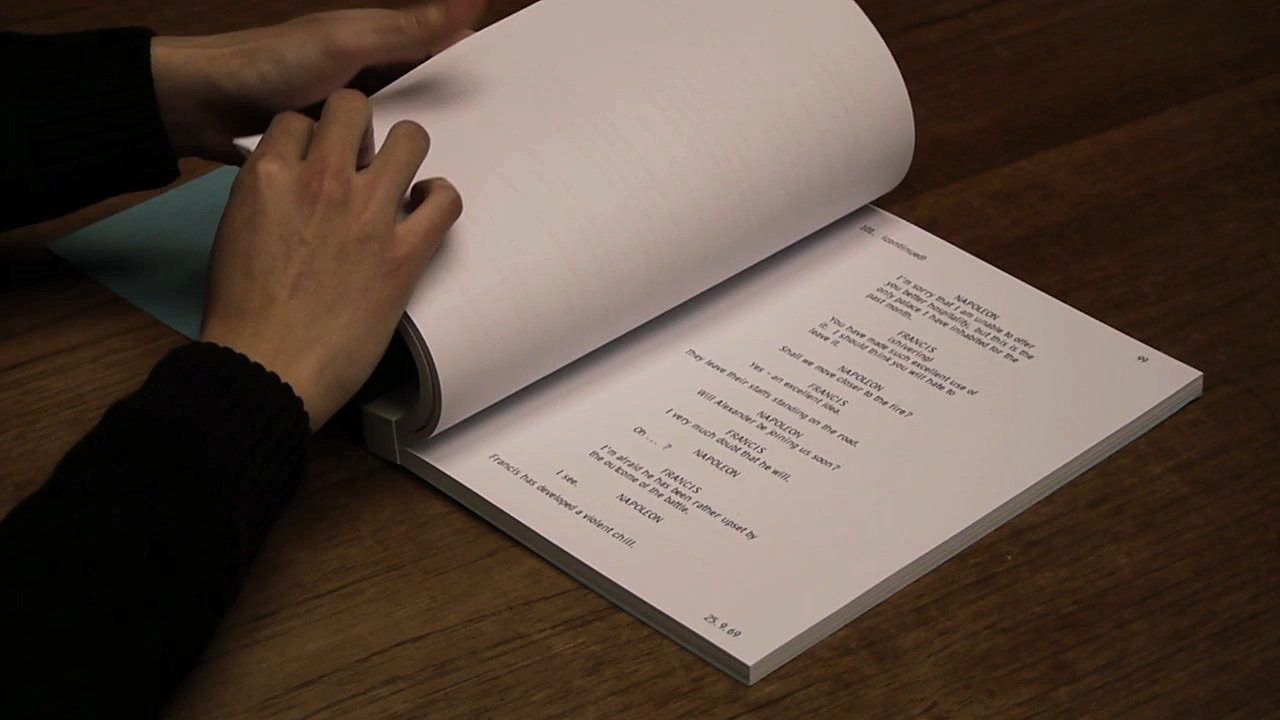 (continued)
99
NAPOLEON
I'm sorry that I am unable to offer
you better hospitality, but this is the
only palace I have inhabited for the
past month.
FRANCIS
(shivering)
You have made such excellent use of
it, I should think you will hate to
leave it.
NAPOLEON
Shall we move closer to the fire?
FRANCIS
Yes - an excellent idea.
They leave their staffs standing on the road.
NAPOLEON
Will Alexander be joining us soon?
FRANCIS
I very much doubt that he will.
NAPOLEON
Oh... ?
FRANCIS
I'm afraid he has been rather upset by
the outcome of the battle.
NAPOLEON
I see.
Francis has developed a violent chill.
25.9.69